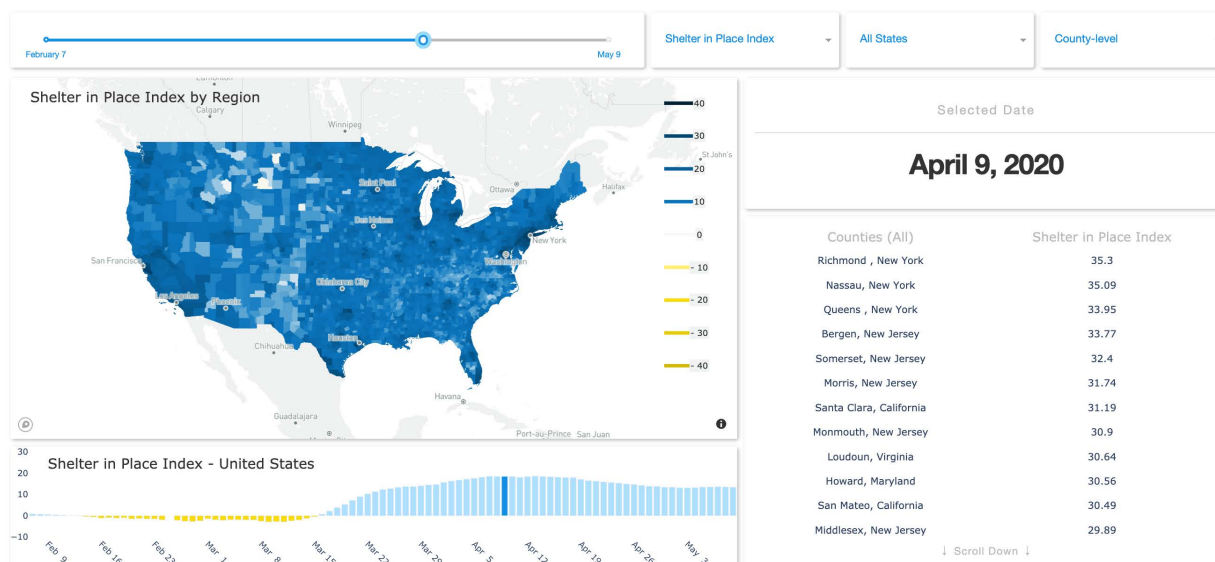 February 7
May 9
Shelter in Place Index
All States
County-level
Shelter in Place Index by Region
Calgary
Winnipeg
St John's
Saint Paul
Ottawa
Halifax
Des Moines
New York
San Francisco
Washington
Oklahoma City
Los Angeles
Phoenix
Houston
Chihuahua
Havana
Guadalajara
Port-au-Prince
San Juan
40
30
20
10
0
- 10
- 20
- 30
- 40
Selected Date
April 9, 2020
Counties (All) Shelter in Place Index
Richmond , New York 35.3
Nassau, New York 35.09
Queens , New York 33.95
Bergen, New Jersey 33.77
Somerset, New Jersey 32.4
Morris, New Jersey 31.74
Santa Clara, California 31.19
Monmouth, New Jersey 30.9
Loudoun, Virginia 30.64
Howard, Maryland 30.56
San Mateo, California 30.49
Middlesex, New Jersey 29.89
↓ Scroll Down ↓
Shelter in Place Index - United States
30
20
10
0
−10
Feb 9
Feb 16
Feb 23
Mar 1
Mar 8
Mar 15
Mar 22
Mar 29
Apr 5
Apr 12
Apr 19
Apr 26
May 3